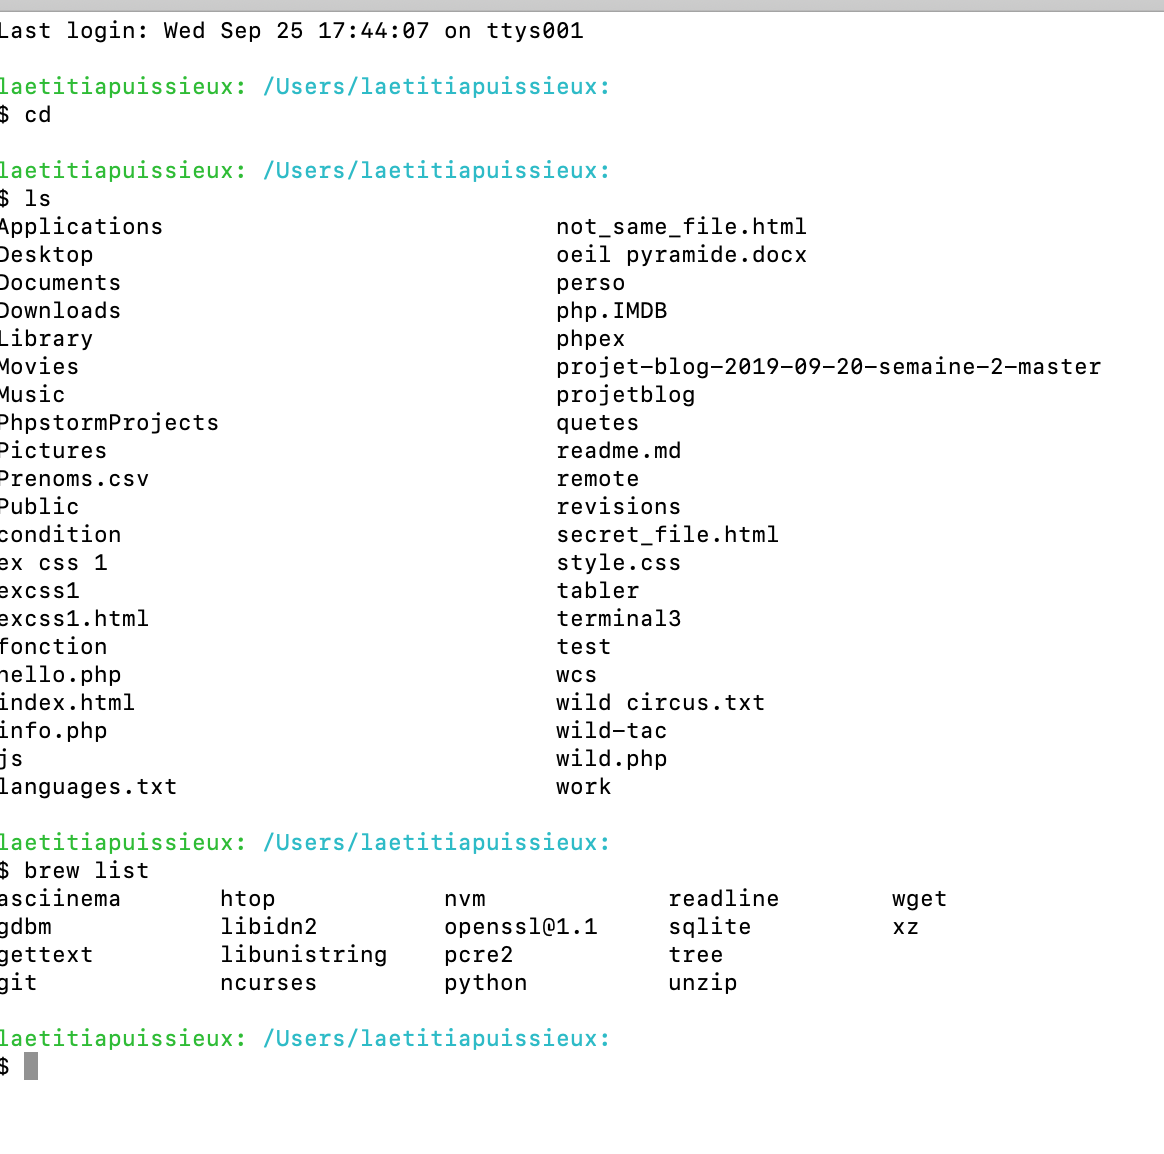 Last login: Wed Sep 25 17:44:07 on ttys001
laetitiapuissieux: /Users/laetitiapuissieux:
$ cd
laetitiapuissieux: /Users/laetitiapuissieux:
$ ls
Applications not_same_file.html
Desktop oeil pyramide.docx
Documents perso
Downloads php.IMDB
Library phpex
Movies projet-blog-2019-09-20-semaine-2-master
Music projetblog
PhpstormProjects quetes
Pictures readme.md
Prenoms.csv remote
Public revisions
condition secret_file.html
ex css 1 style.css
excss1 tabler
excss1.html terminal3
fonction test
hello.php wcs
index.html wild circus.txt
info.php wild-tac
js wild.php
languages.txt work
laetitiapuissieux: /Users/laetitiapuissieux:
$ brew list
asciinema htop nvm readline wget
gdbm libidn2 openssl@1.1 sqlite xz
gettext libunistring pcre2 tree
git ncurses python unzip
laetitiapuissieux: /Users/laetitiapuissieux:
$